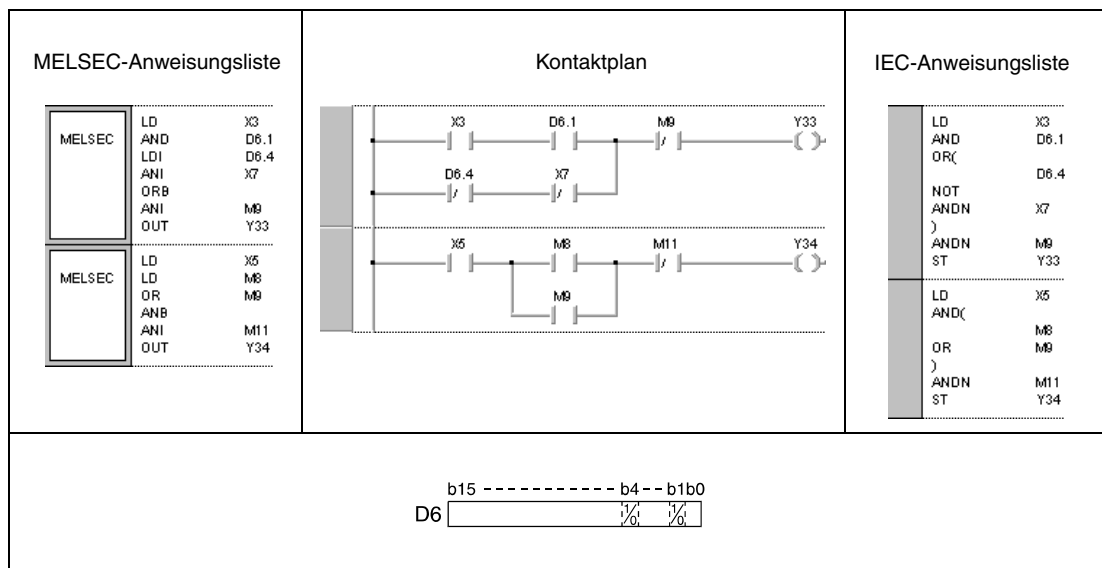 MELSEC-Anweisungsliste
MELSEC
LD X3
AND D6.1
LDI D6.4
ANI X7
ORB
ANI M9
OUT Y33
MELSEC
LD X5
LD M8
OR M9
ANB
ANI M11
OUT Y34
Kontaktplan
X3 D6.1 M9 Y33
D6.4 X7
X5 M8 M11 Y34
M9
IEC-Anweisungsliste
LD X3
AND D6.1
OR(
D6.4
NOT
ANDN X7
)
ANDN M9
ST Y33
LD X5
AND(
M8
OR M9
)
ANDN M11
ST Y34
b15 b4 b1b0
D6 1/0 1/0